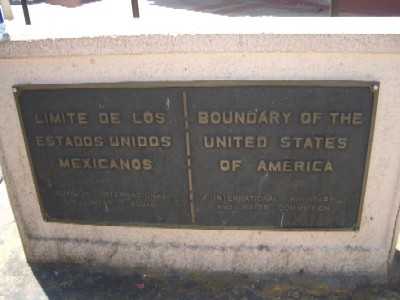 LIMITE DE LOS
ESTADOS UNIDOS
MEXICANOS
INTERNACIONAL
BOUNDARY OF THE
UNITED STATES
OF AMERICA
INTERNATIONAL BOUNDARY
AND WATER COMMISSION